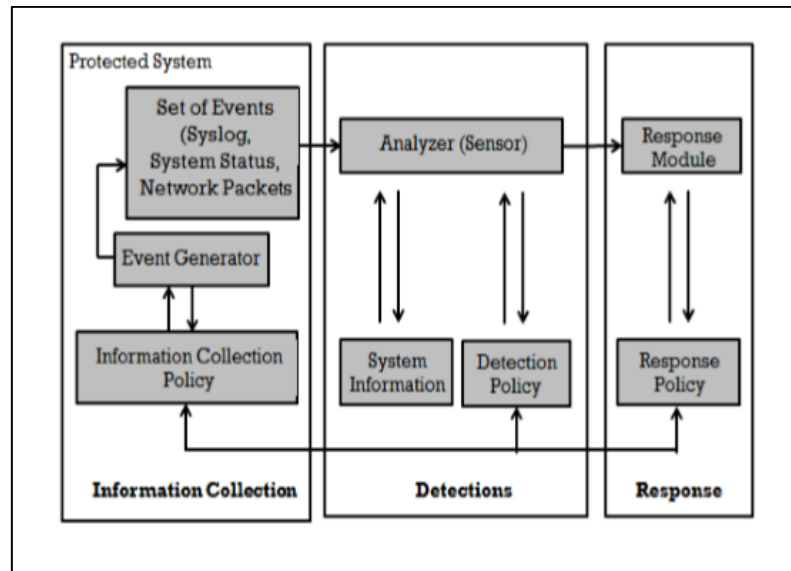 Protected System
Set of Events
(Syslog,
System Status,
Network Packets
Event Generator
Information Collection
Policy
Information Collection
Analyzer (Sensor)
System
Information
Detection
Policy
Detections
Response
Module
Response
Policy
Response